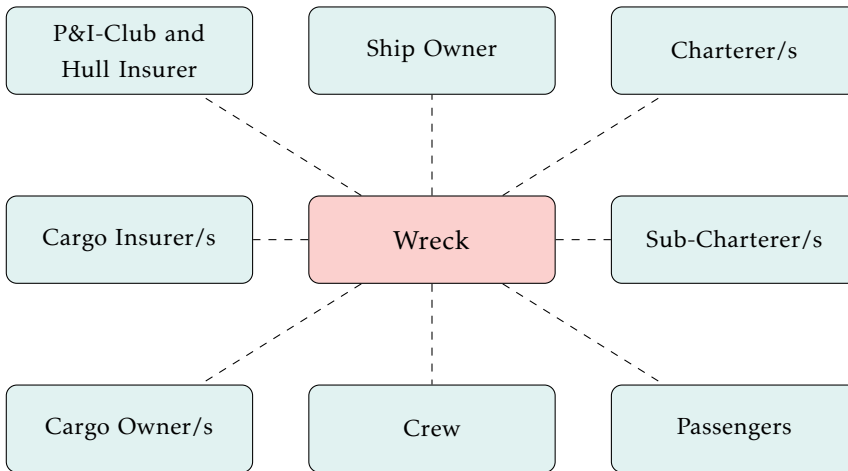 P&I-Club and
Hull Insurer
Ship Owner
Charterer/s
Cargo Insurer/s
Wreck
Sub-Charterer/s
Cargo Owner/s
Crew
Passengers